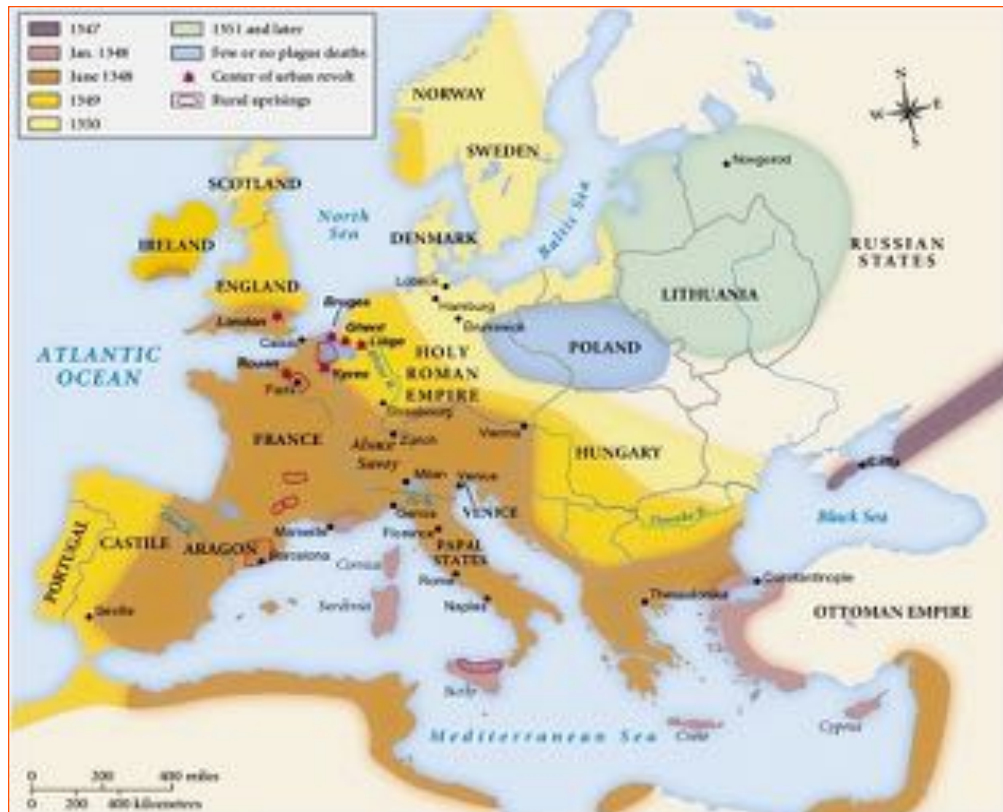 1347
Jan. 1348
June 1348
1349
1350
1351 and later
Few or no plague deaths
Center of urban revolt
Rural uprisings
N
W
E
S
NORWAY
SWEDEN
SCOTLAND
North
Sea
Baltic Sea
Novgorod
IRELAND
DENMARK
RUSSIAN
STATES
ENGLAND
Lübeck
Hamburg
LITHUANIA
London
Bruges
Ghent
Liège
Brunswick
Calais
POLAND
ATLANTIC
OCEAN
HOLY
ROMAN
EMPIRE
Rouen
Ypres
Paris
Strasbourg
FRANCE
Zurich
Vienna
HUNGARY
Savoy
Milan
Venice
VENICE
Genoa
Caffa
Black Sea
Danube R.
PORTUGAL
CASTILE
ARAGON
Marseille
Florence
PAPAL
STATES
Barcelona
Corsica
Rome
Constantinople
Seville
Sardinia
Naples
Thessalonika
OTTOMAN EMPIRE
Sicily
Mediterranean Sea
Crete
Cyprus
0 200 400 miles
0 200 400 kilometers